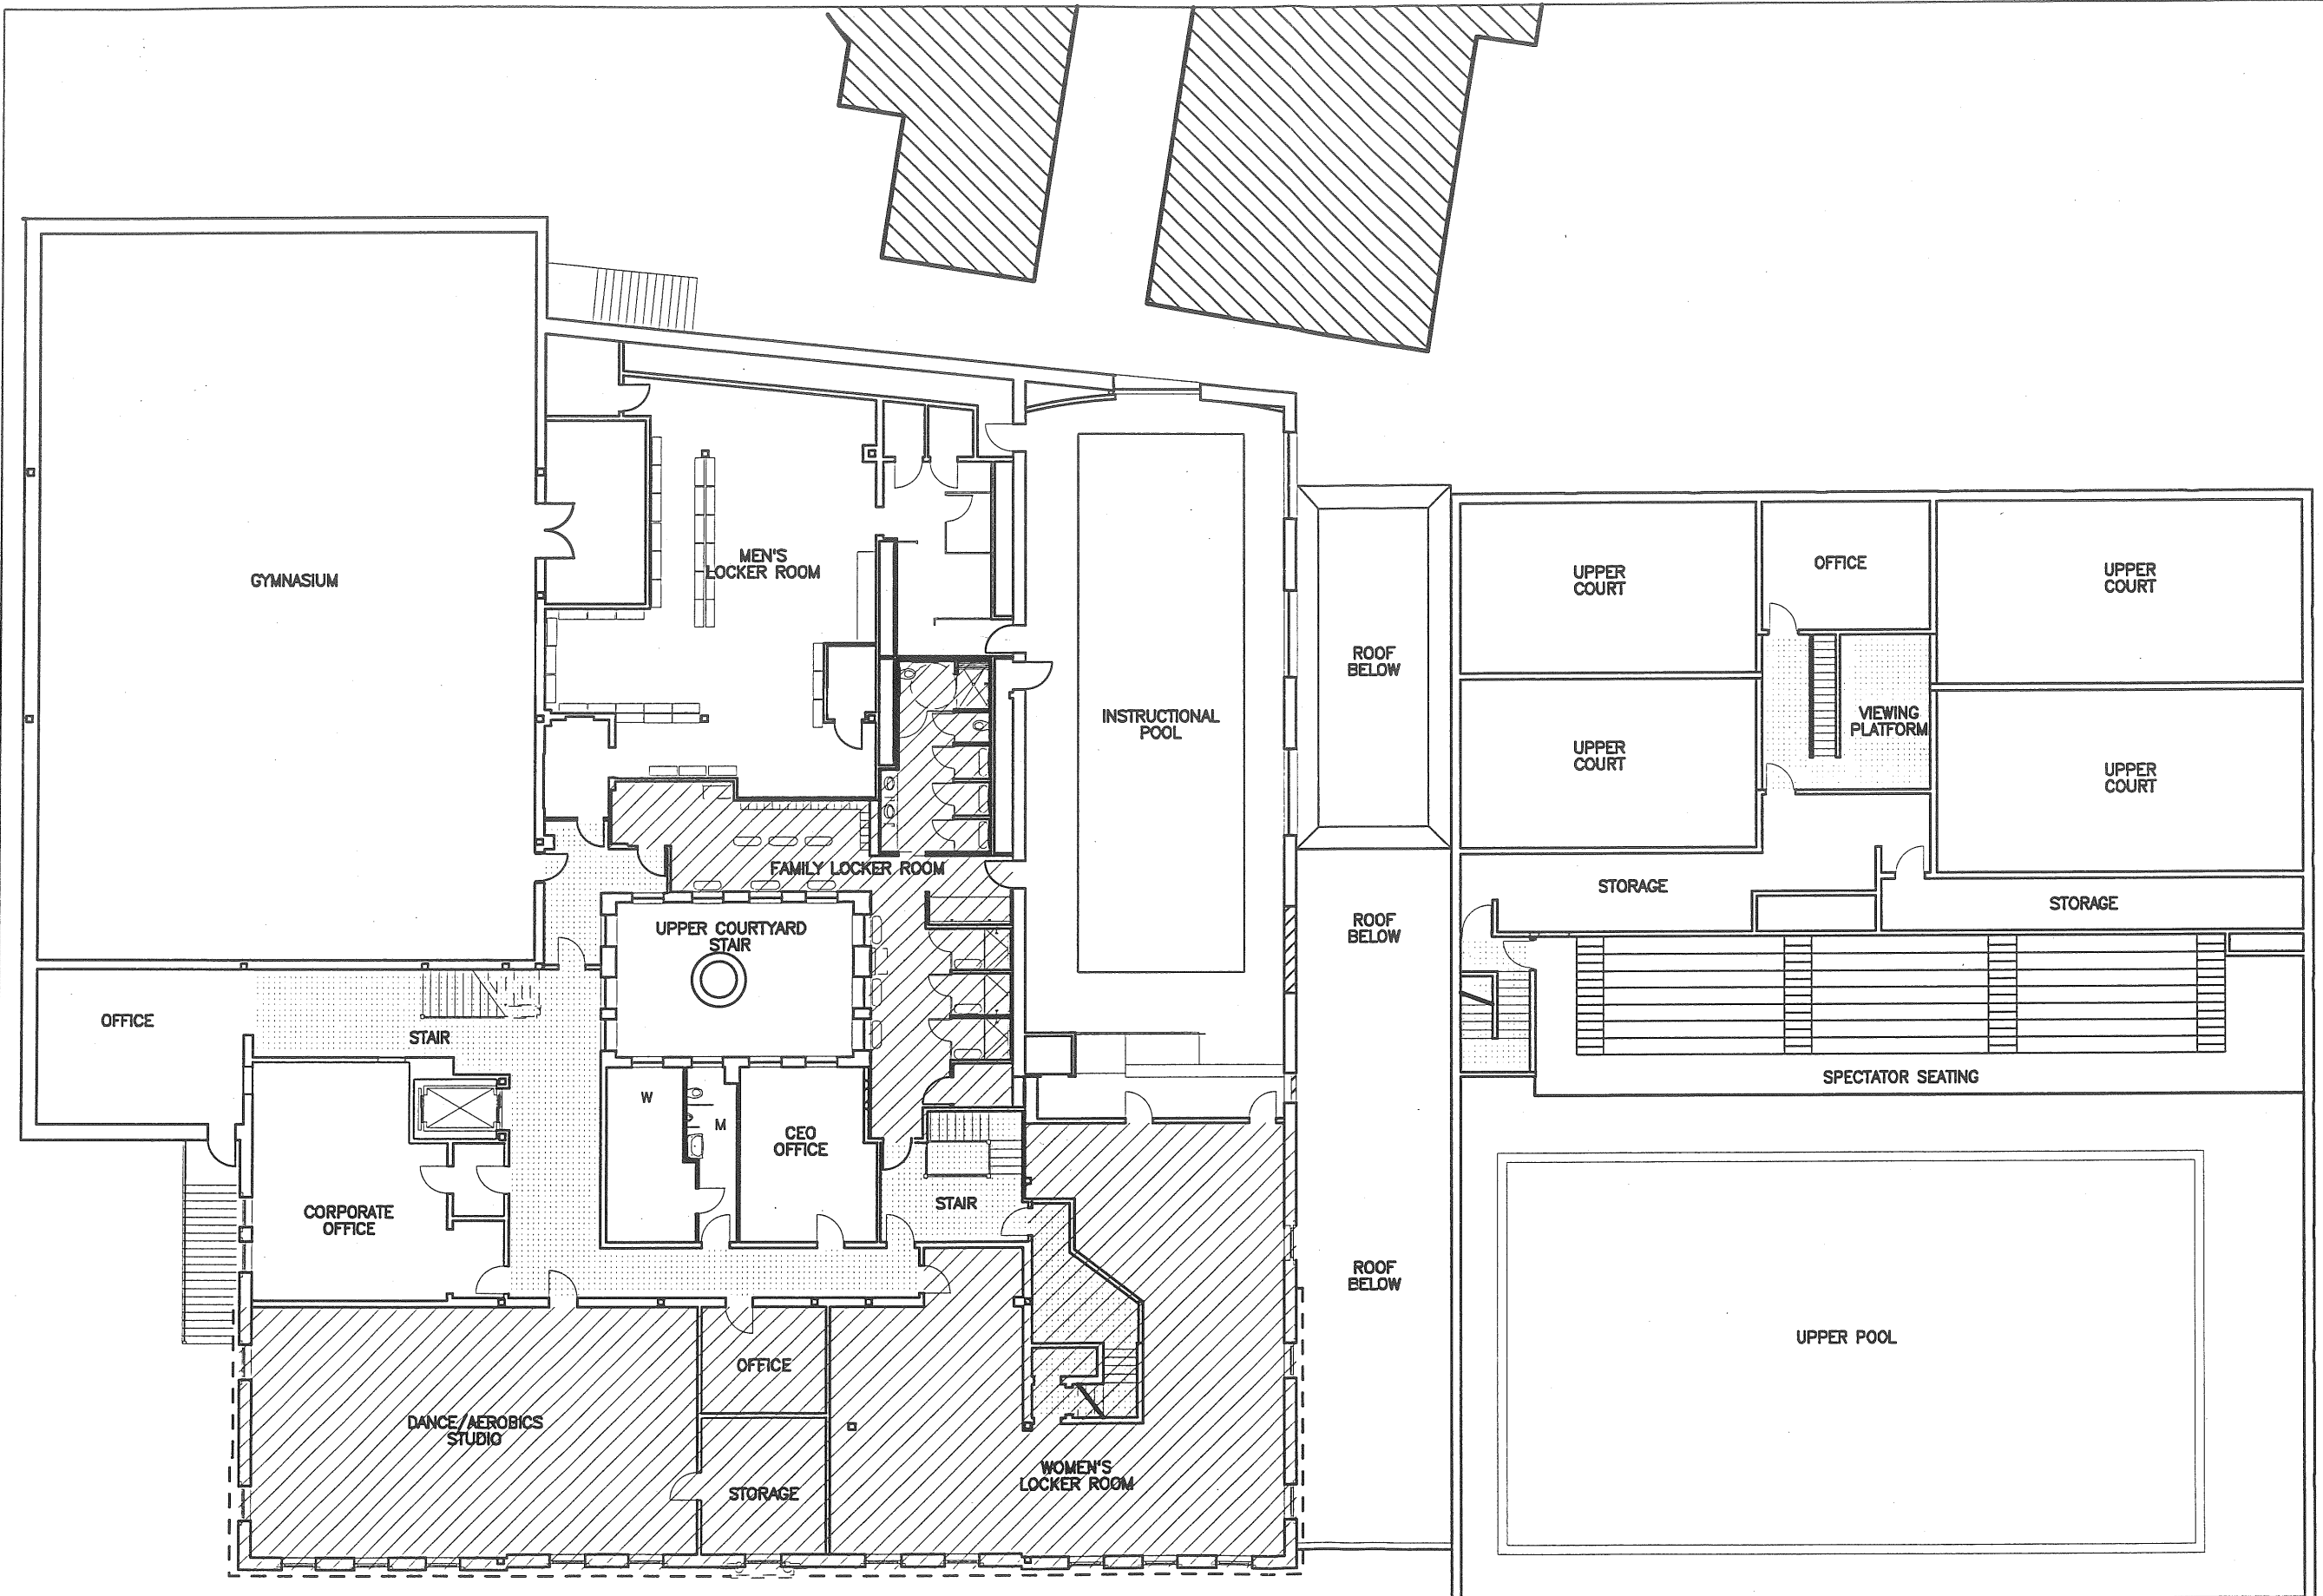 GYMNASIUM
MEN'S
LOCKER ROOM
INSTRUCTIONAL
POOL
ROOF
BELOW
UPPER
COURT
OFFICE
UPPER
COURT
VIEWING
PLATFORM
UPPER
COURT
UPPER
COURT
FAMILY LOCKER ROOM
STORAGE
STORAGE
UPPER COURTYARD
STAIR
ROOF
BELOW
OFFICE
STAIR
SPECTATOR SEATING
W
M
CEO
OFFICE
CORPORATE
OFFICE
STAIR
ROOF
BELOW
UPPER POOL
OFFICE
DANCE/AEROBICS
STUDIO
STORAGE
WOMEN'S
LOCKER ROOM